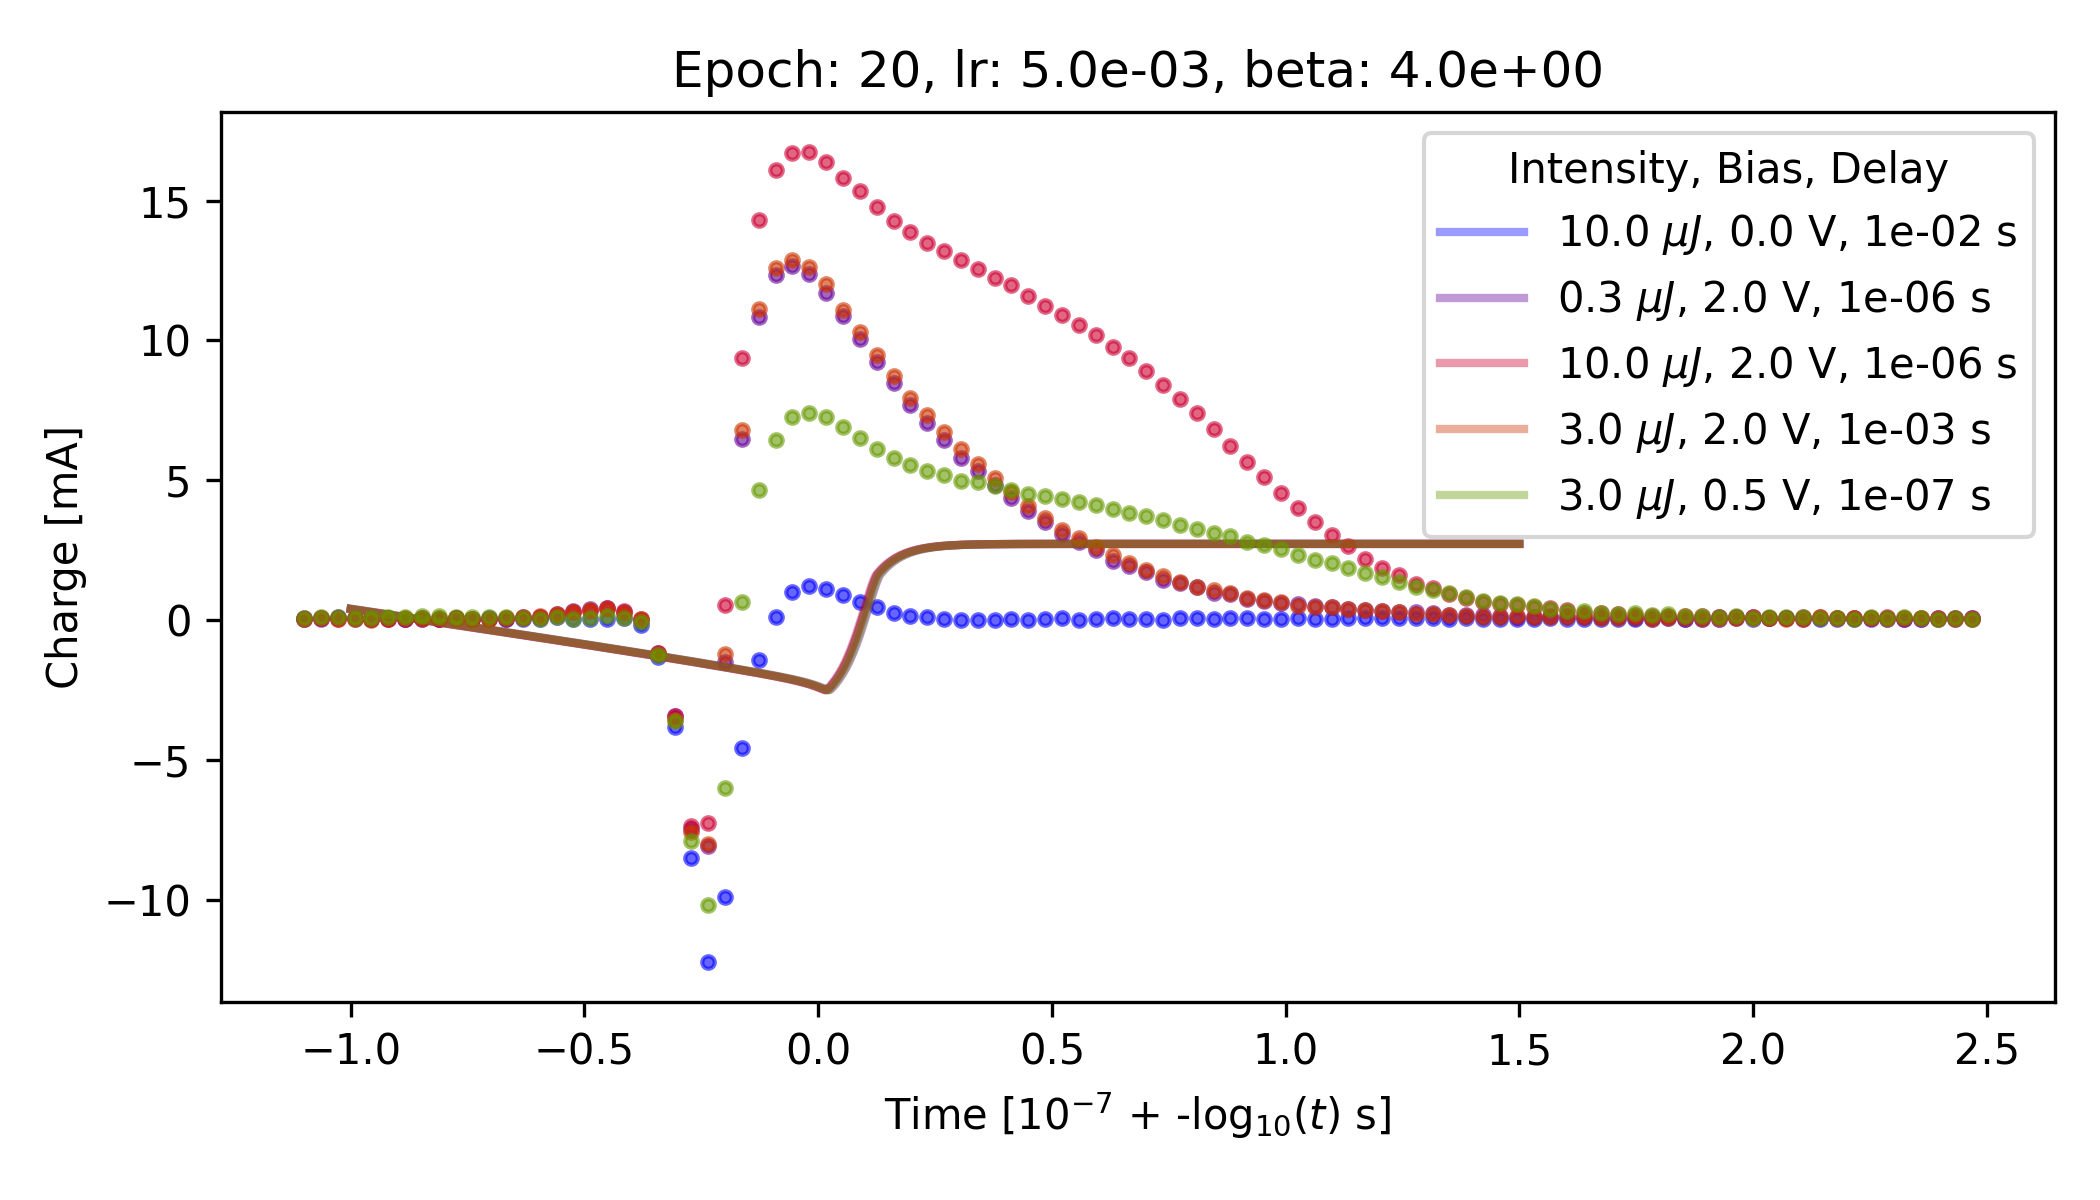 Epoch: 20, lr: 5.0e-03, beta: 4.0e+00
Charge [mA]
15
10
5
0
−5
−10
Intensity, Bias, Delay
10.0 μJ, 0.0 V, 1e-02 s
0.3 μJ, 2.0 V, 1e-06 s
10.0 μJ, 2.0 V, 1e-06 s
3.0 μJ, 2.0 V, 1e-03 s
3.0 μJ, 0.5 V, 1e-07 s
−1.0 −0.5 0.0 0.5 1.0 1.5 2.0 2.5
Time [10⁻⁷ + -log₁₀(t) s]